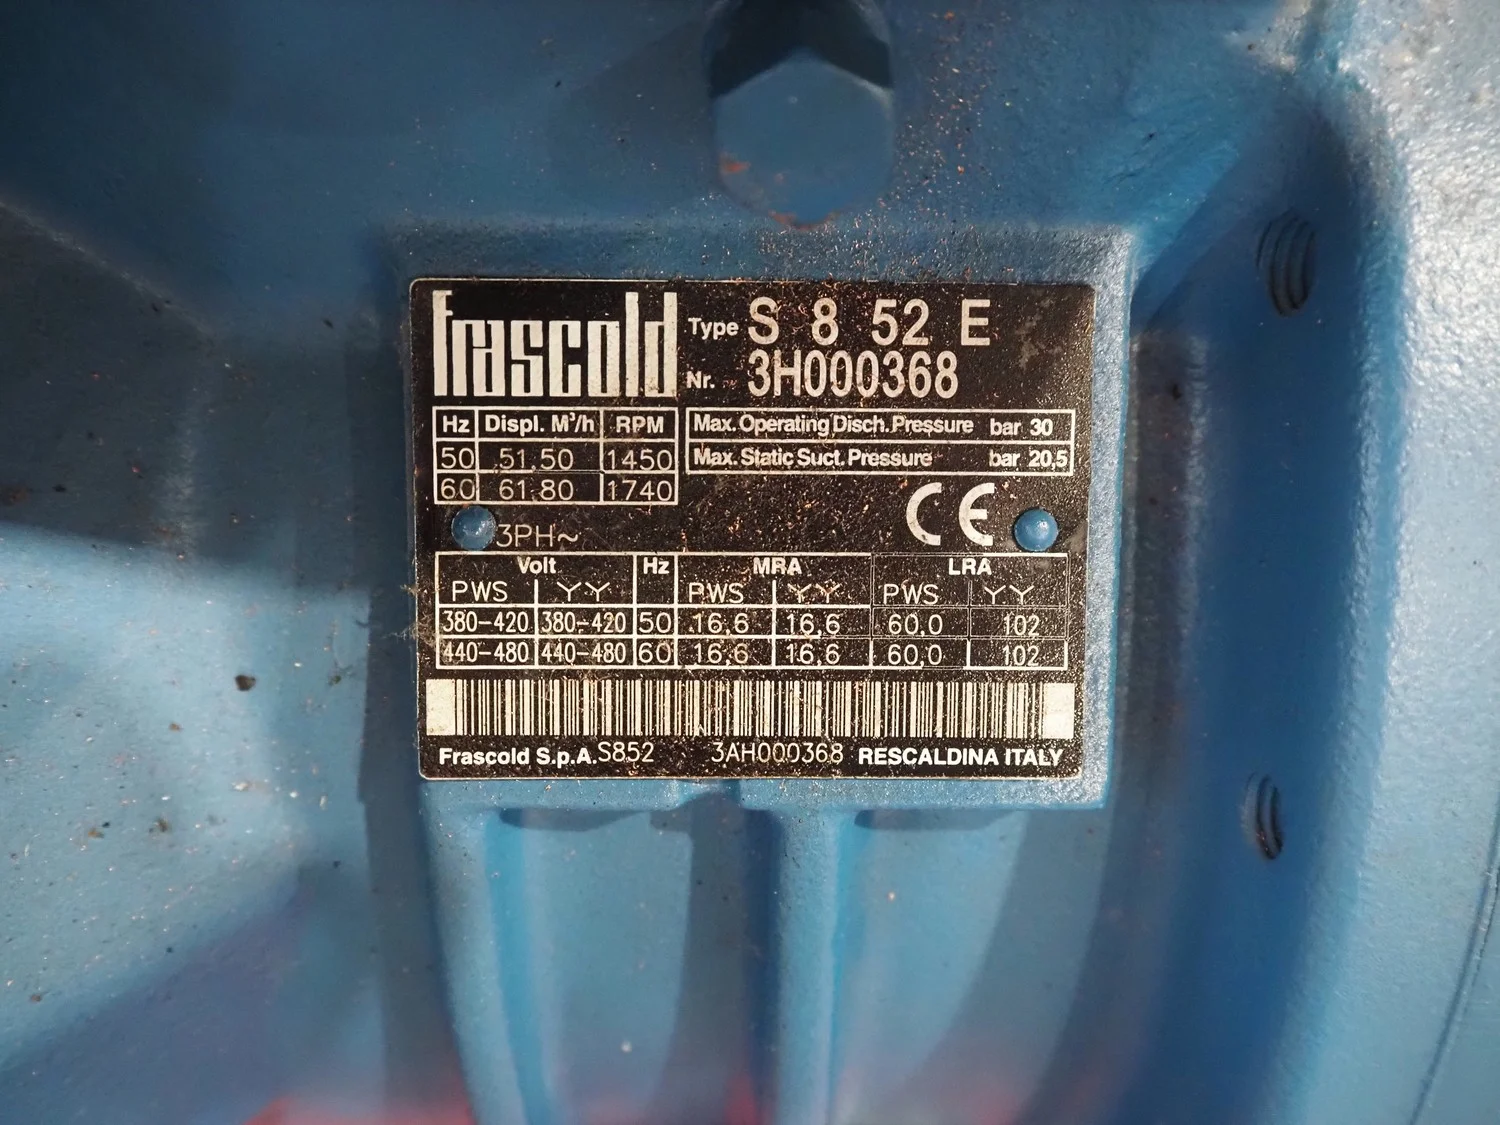 frascold Type S 8 52 E
Nr. 3H000368
Hz Displ. M³/h RPM
50 51.50 1450
60 61.80 1740
Max. Operating Disch. Pressure bar 30
Max. Static Suct. Pressure bar 20,5
CE
3PH~
Volt Hz MRA LRA
PWS YY PWS YY PWS YY
380-420 380-420 50 16,6 16,6 60,0 102
440-480 440-480 60 16,6 16,6 60,0 102
Frascold S.p.A. S852 3AH000368 RESCALDINA ITALY